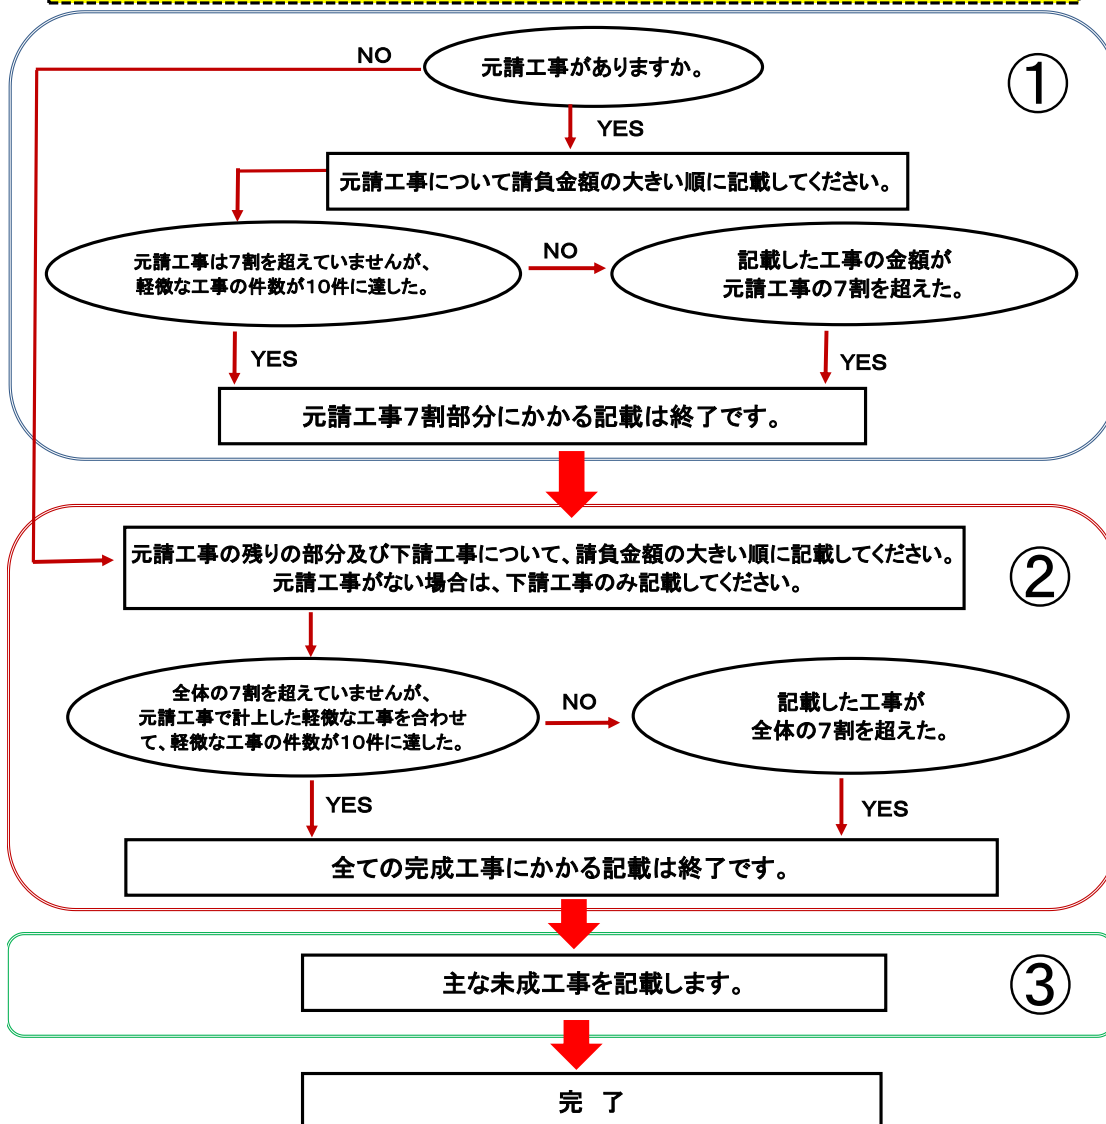 元請工事がありますか。
NO
①
YES
元請工事について請負金額の大きい順に記載してください。
元請工事は７割を超えていませんが、
軽微な工事の件数が１０件に達した。
NO
記載した工事の金額が
元請工事の７割を超えた。
YES
YES
元請工事７割部分にかかる記載は終了です。
元請工事の残りの部分及び下請工事について、請負金額の大きい順に記載してください。
元請工事がない場合は、下請工事のみ記載してください。
②
全体の７割を超えていませんが、
元請工事で計上した軽微な工事を合わせ
て、軽微な工事の件数が１０件に達した。
NO
記載した工事が
全体の７割を超えた。
YES
YES
全ての完成工事にかかる記載は終了です。
主な未成工事を記載します。
③
完　了